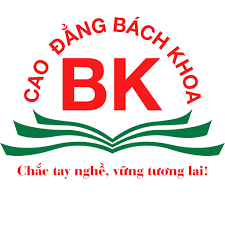 CAO ĐẲNG BÁCH KHOA
BK
Chắc tay nghề, vững tương lai!